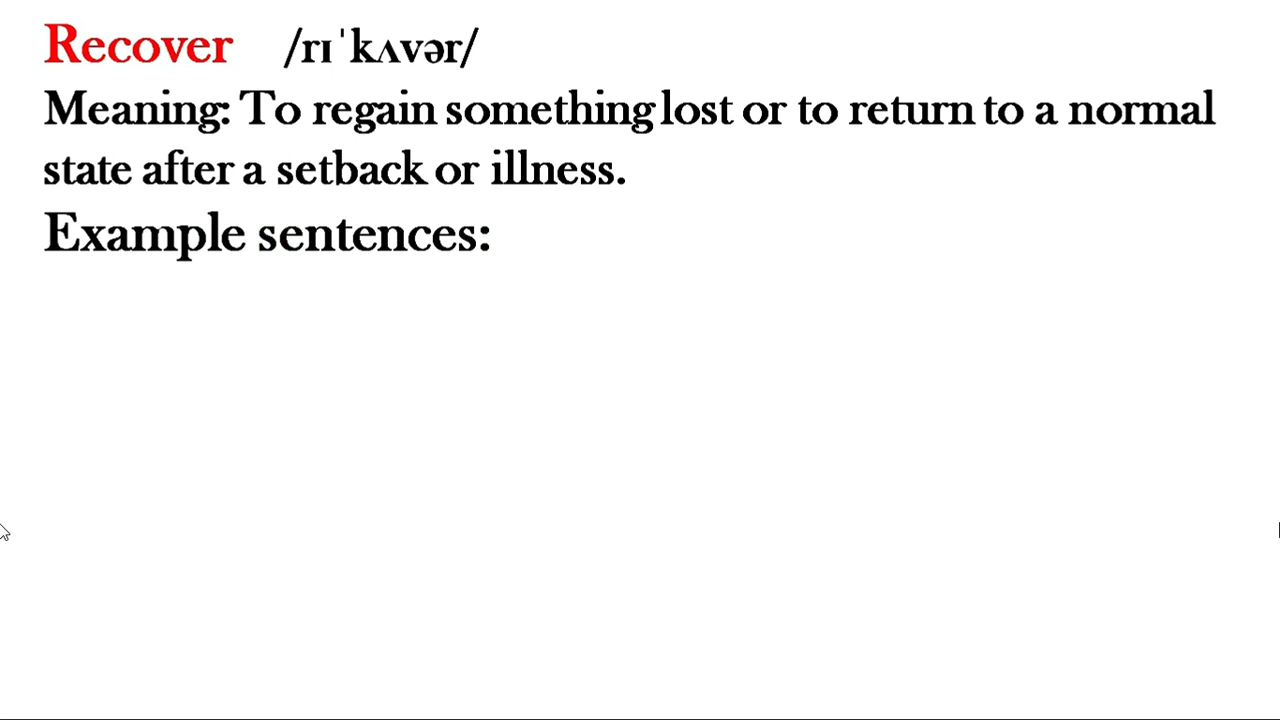 Recover /rɪˈkʌvər/
Meaning: To regain something lost or to return to a normal
state after a setback or illness.
Example sentences: